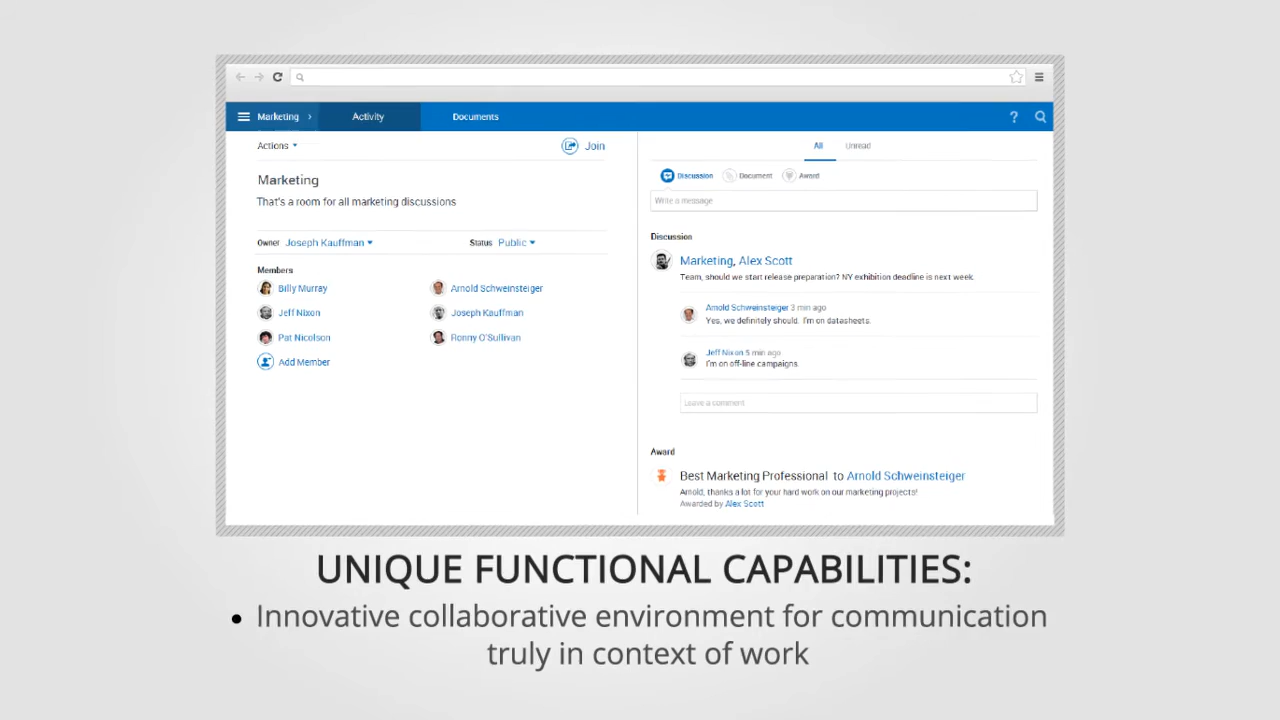 Marketing
Activity
Documents
?
Actions
Join
Marketing
That's a room for all marketing discussions
Owner Joseph Kauffman
Status Public
Members
Billy Murray
Arnold Schweinsteiger
Jeff Nixon
Joseph Kauffman
Pat Nicolson
Ronny O'Sullivan
Add Member
All
Unread
Discussion
Document
Award
Write a message
Discussion
Marketing, Alex Scott
Team, should we start release preparation? NY exhibition deadline is next week.
Arnold Schweinsteiger 3 min ago
Yes, we definitely should. I'm on datasheets.
Jeff Nixon 5 min ago
I'm on off-line campaigns.
Leave a comment
Award
Best Marketing Professional to Arnold Schweinsteiger
Arnold, thanks a lot for your hard work on our marketing projects!
Awarded by Alex Scott
UNIQUE FUNCTIONAL CAPABILITIES:
• Innovative collaborative environment for communication
truly in context of work